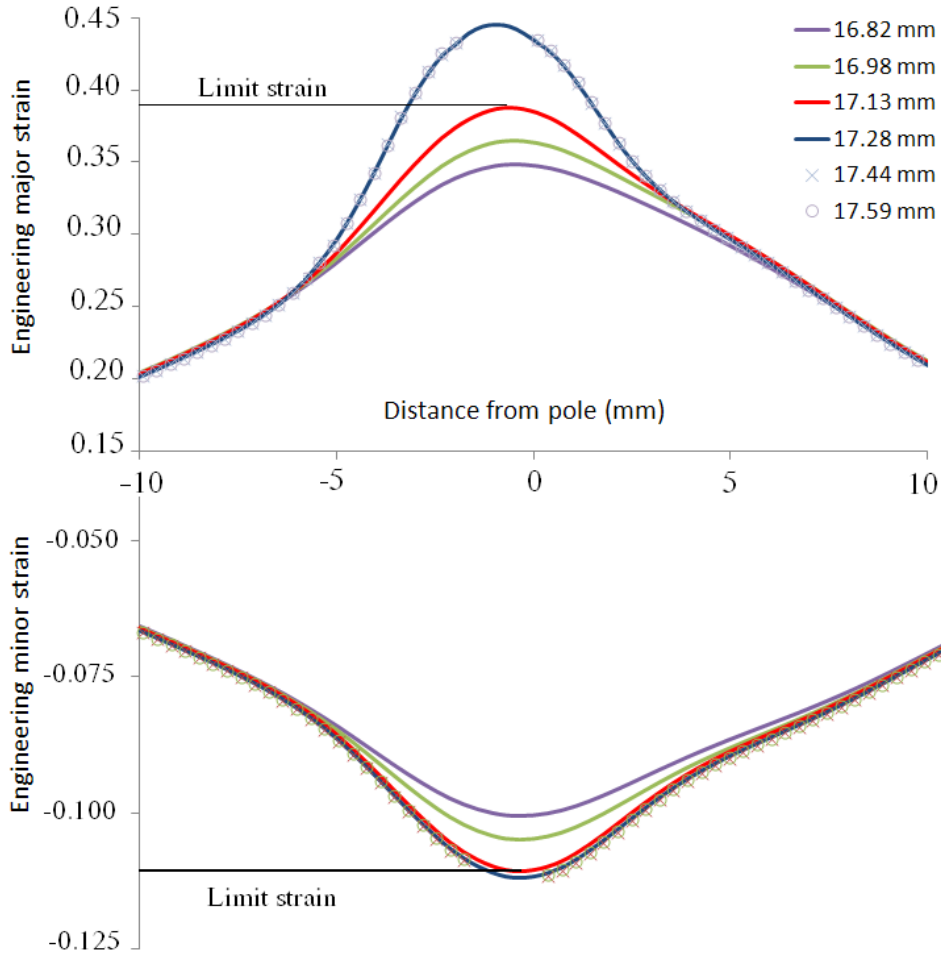 0.45
0.40
0.35
0.30
0.25
0.20
0.15
Engineering major strain
Limit strain
16.82 mm
16.98 mm
17.13 mm
17.28 mm
17.44 mm
17.59 mm
Distance from pole (mm)
-10
-5
0
5
10
-0.050
-0.075
-0.100
-0.125
Engineering minor strain
Limit strain